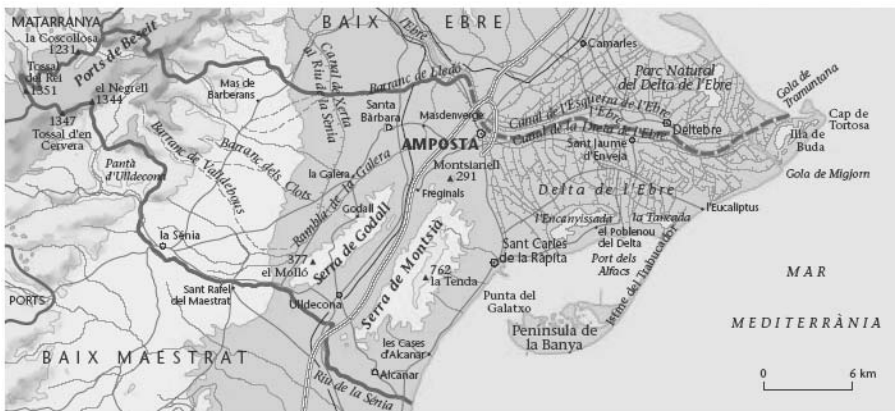 MATARRANYA
la Coscollosa
1231
Tossal
del Rei
1351
Ports de Beseit
el Negrell
1344
1347
Tossal d'en
Cervera
BAIX EBRE
l'Ebre
Canal de Xerta
al Riu de la Sénia
Mas de
Barberans
Barranc de Lledó
Santa
Bàrbara
Masdenverge
AMPOSTA
Camarles
Parc Natural
del Delta de l'Ebre
Gola de
Tramuntana
Canal de l'Esquerra de l'Ebre
l'Ebre
Canal de la Dreta de l'Ebre
Deltebre
Sant Jaume
d'Enveja
Cap de
Tortosa
Illa de
Buda
Gola de Migjorn
Montsianell
291
Barranc de Valldebous
Barranc dels Clots
Pantà
d'Ulldecona
la Galera
Rambla de la Galera
Freginals
Godall
Delta de l'Ebre
l'Encanyissada
la Tancada
l'Eucaliptus
el Poblenou
del Delta
la Sénia
377
el Molló
Serra de Godall
Serra de Montsià
762
la Tenda
Sant Carles
de la Ràpita
Port dels
Alfacs
Istme del Trabucador
PORTS
Sant Rafel
del Maestrat
Ulldecona
Punta del
Galatxo
Península de
la Banya
MAR
MEDITERRÀNIA
BAIX MAESTRAT
les Cases
d'Alcanar
Alcanar
Riu de la Sénia
0 6 km